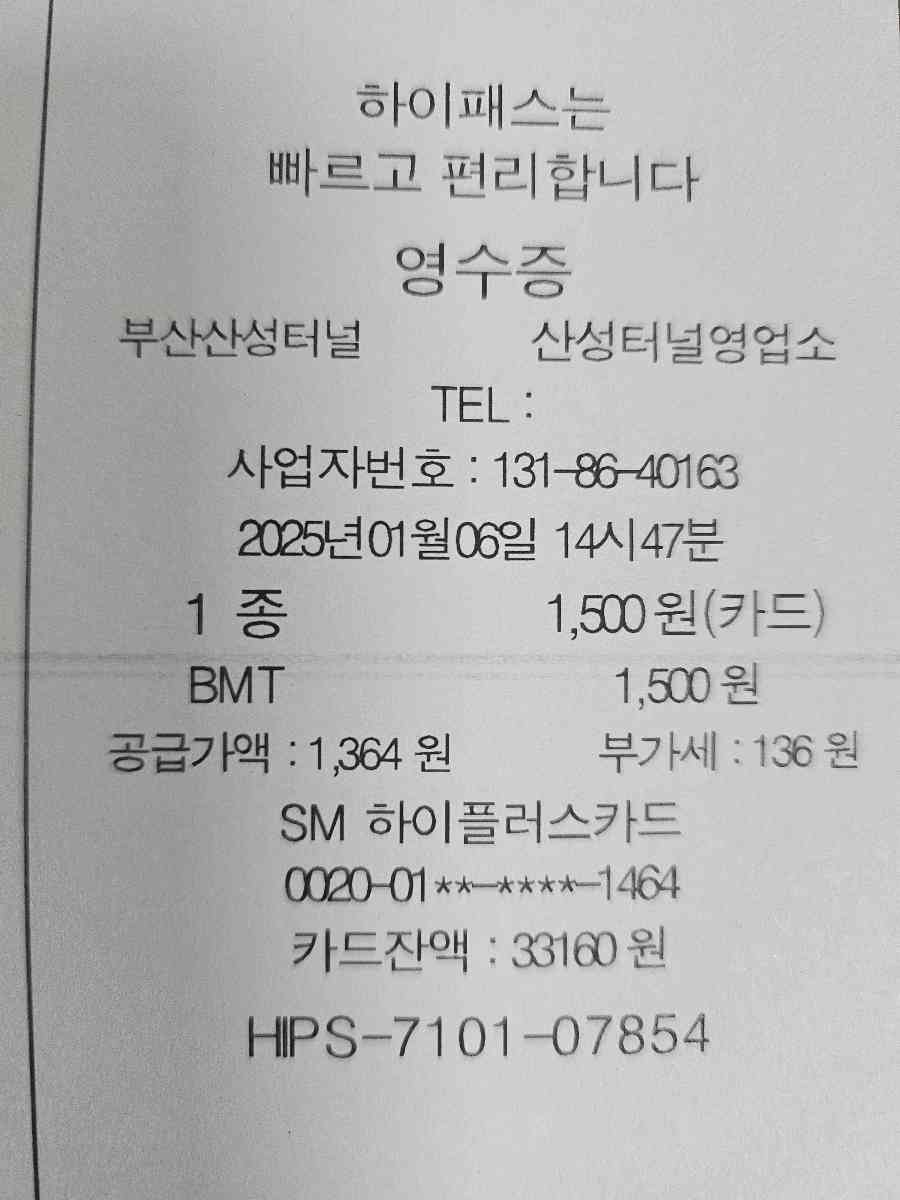 하이패스는
빠르고 편리합니다
영수증
부산산성터널 산성터널영업소
TEL :
사업자번호 : 131-86-40163
2025년01월06일 14시47분
1 종 1,500원(카드)
BMT 1,500 원
공급가액 : 1,364 원 부가세 : 136 원
SM 하이플러스카드
0020-01**-****-1464
카드잔액 : 33160 원
HIPS-7101-07854